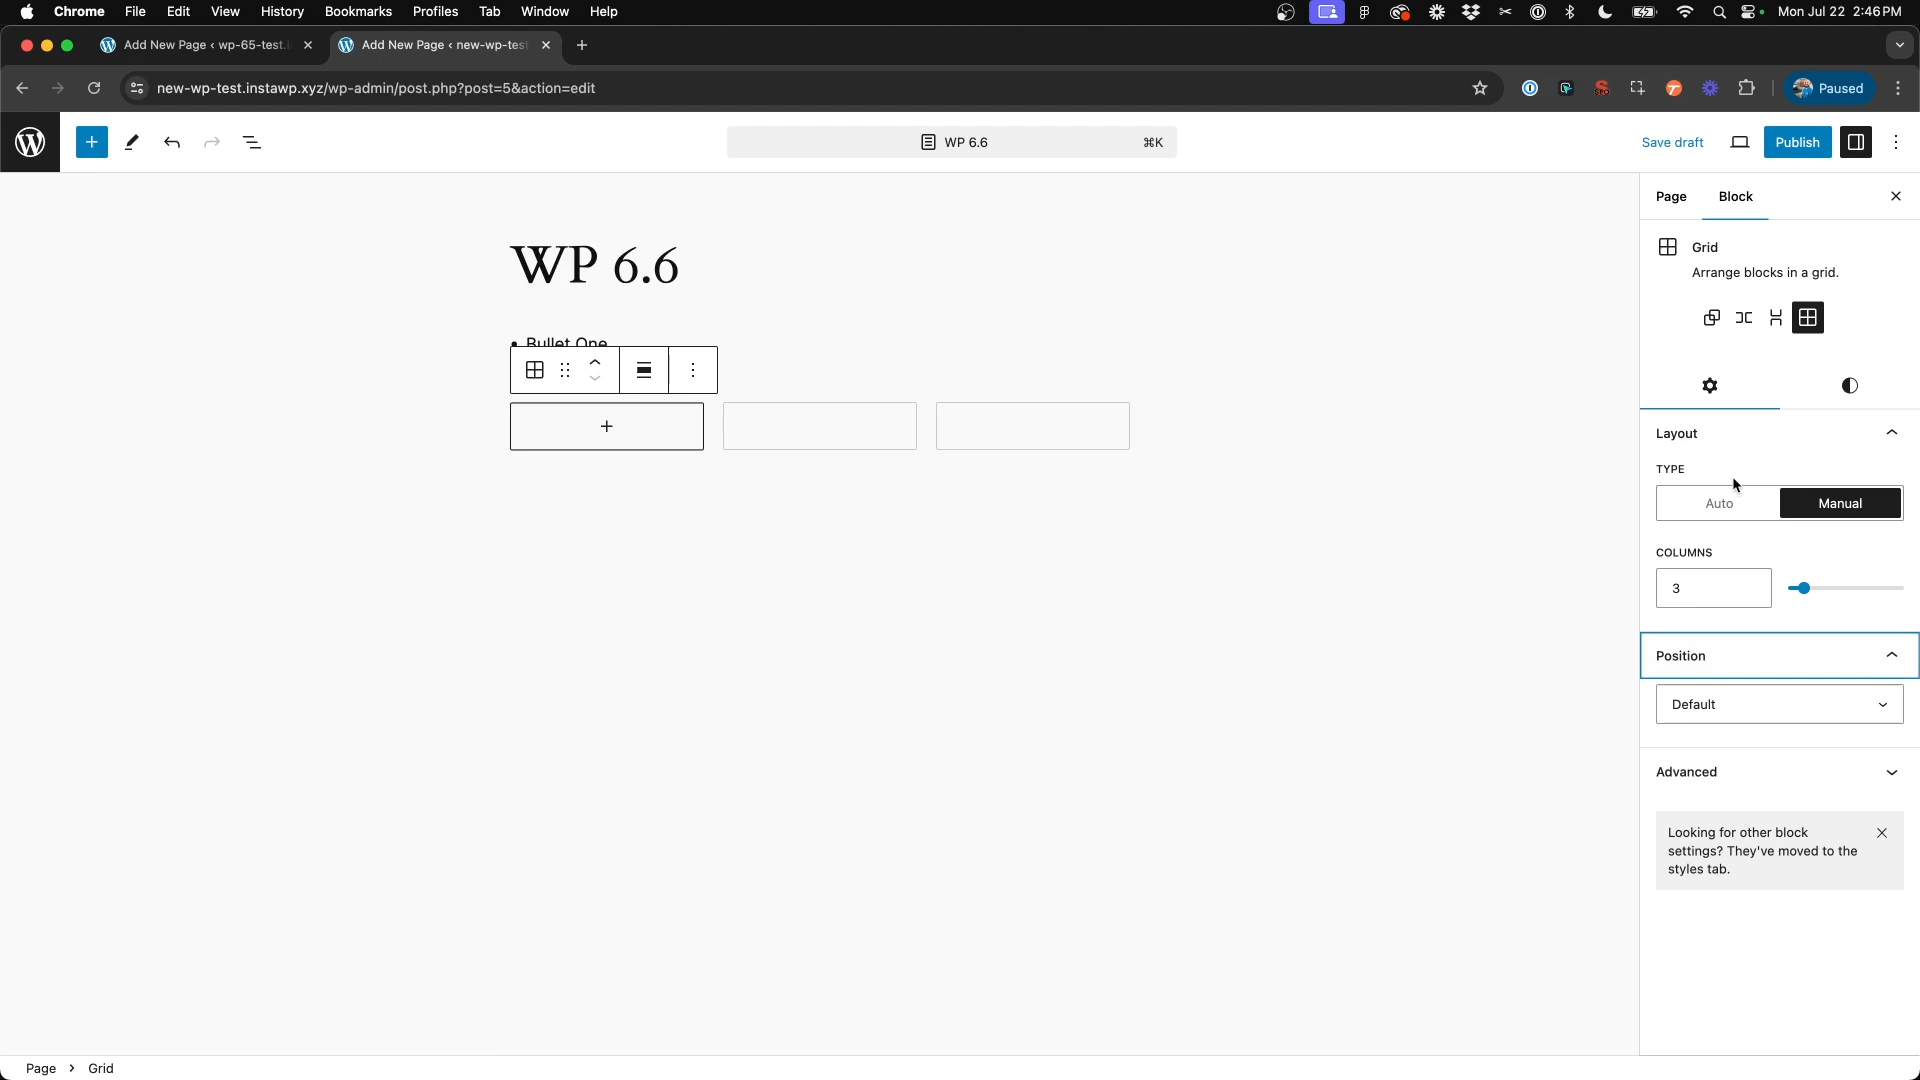 Chrome File Edit View History Bookmarks Profiles Tab Window Help Mon Jul 22 2:46 PM
Add New Page ‹ wp-65-test. Add New Page ‹ new-wp-test
new-wp-test.instawp.xyz/wp-admin/post.php?post=5&action=edit Paused
WP 6.6 ⌘K Save draft Publish
Page Block
Grid
Arrange blocks in a grid.
WP 6.6
• Bullet One
Layout
TYPE
Auto Manual
COLUMNS
3
Position
Default
Advanced
Looking for other block
settings? They've moved to the
styles tab.
Page › Grid